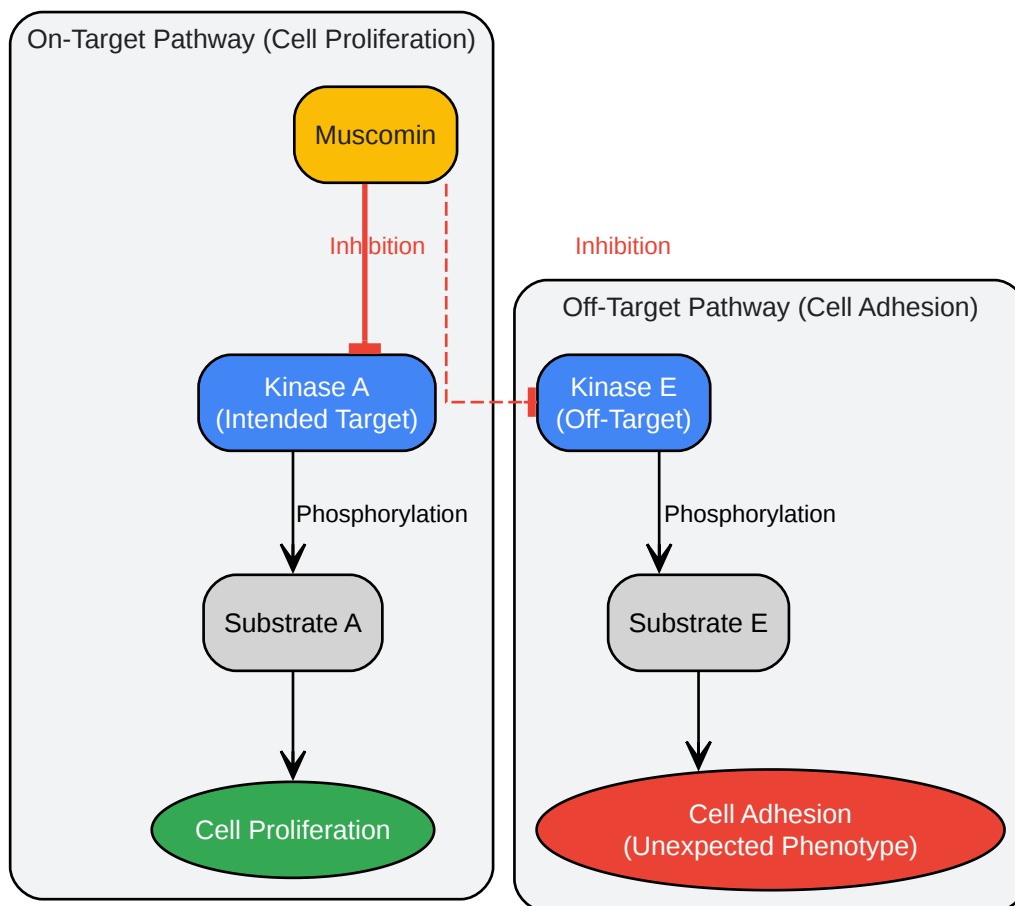 On-Target Pathway (Cell Proliferation)
Muscomin
Inhibition
Inhibition
Off-Target Pathway (Cell Adhesion)
Kinase A
(Intended Target)
Kinase E
(Off-Target)
Phosphorylation
Phosphorylation
Substrate A
Substrate E
Cell Proliferation
Cell Adhesion
(Unexpected Phenotype)